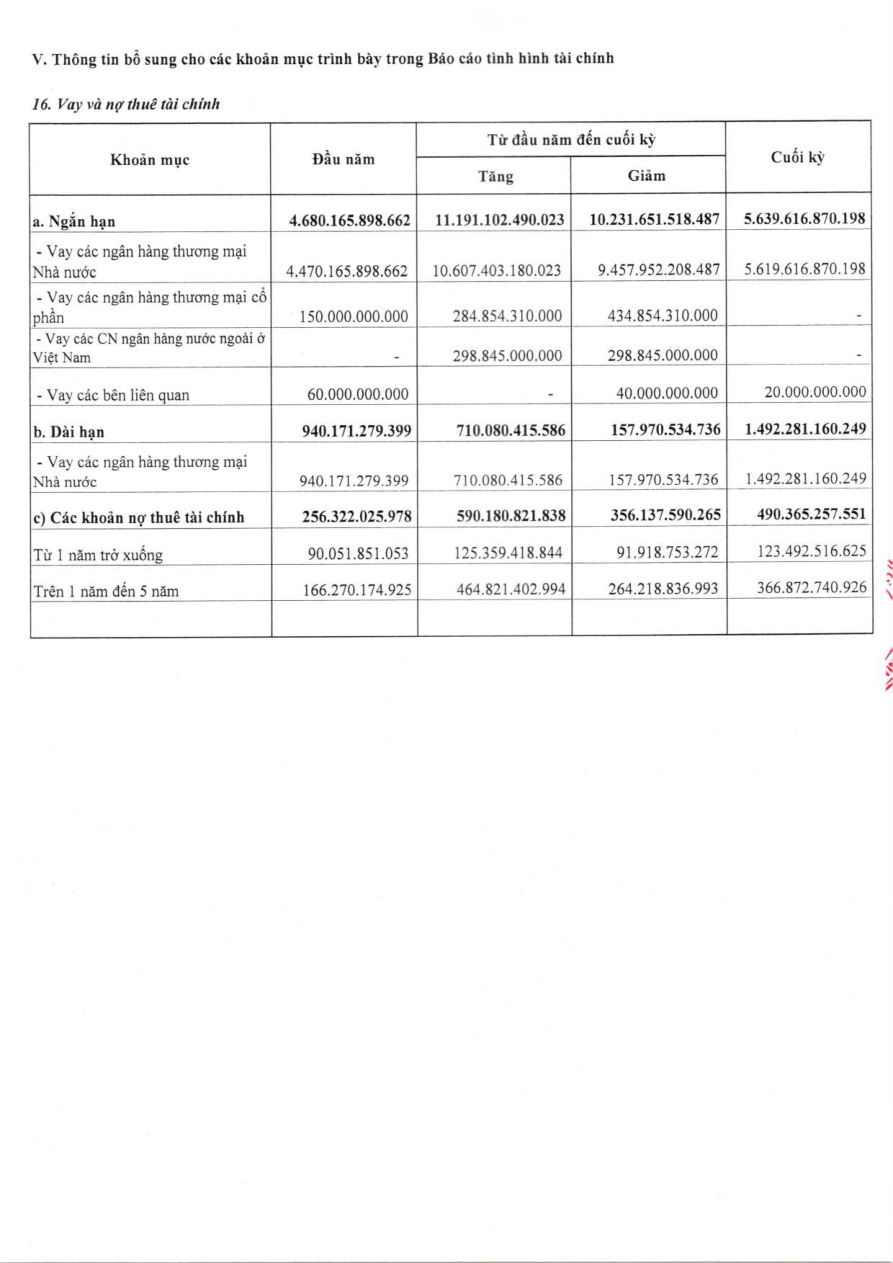 V. Thông tin bổ sung cho các khoản mục trình bày trong Báo cáo tình hình tài chính
16. Vay và nợ thuê tài chính
Khoản mục Đầu năm Từ đầu năm đến cuối kỳ Cuối kỳ
Tăng Giảm
a. Ngắn hạn 4.680.165.898.662 11.191.102.490.023 10.231.651.518.487 5.639.616.870.198
- Vay các ngân hàng thương mại
Nhà nước 4.470.165.898.662 10.607.403.180.023 9.457.952.208.487 5.619.616.870.198
- Vay các ngân hàng thương mại cổ
phần 150.000.000.000 284.854.310.000 434.854.310.000 -
- Vay các CN ngân hàng nước ngoài ở
Việt Nam - 298.845.000.000 298.845.000.000 -
- Vay các bên liên quan 60.000.000.000 - 40.000.000.000 20.000.000.000
b. Dài hạn 940.171.279.399 710.080.415.586 157.970.534.736 1.492.281.160.249
- Vay các ngân hàng thương mại
Nhà nước 940.171.279.399 710.080.415.586 157.970.534.736 1.492.281.160.249
c) Các khoản nợ thuê tài chính 256.322.025.978 590.180.821.838 356.137.590.265 490.365.257.551
Từ 1 năm trở xuống 90.051.851.053 125.359.418.844 91.918.753.272 123.492.516.625
Trên 1 năm đến 5 năm 166.270.174.925 464.821.402.994 264.218.836.993 366.872.740.926